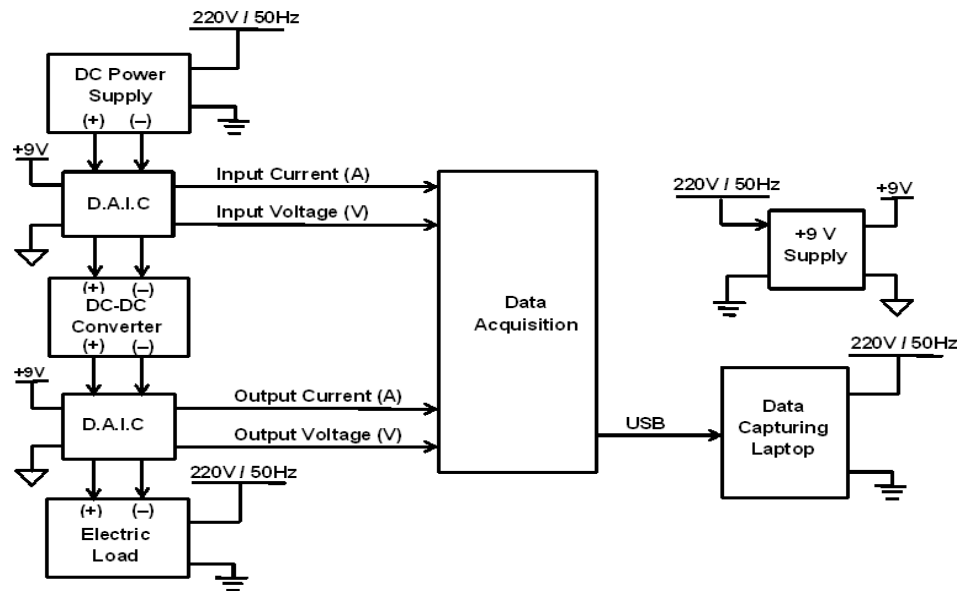 220V / 50Hz
DC Power
Supply
(+) (–)
+9V
D.A.I.C
Input Current (A)
Input Voltage (V)
(+) (–)
DC-DC
Converter
(+) (–)
+9V
D.A.I.C
Output Current (A)
Output Voltage (V)
220V / 50Hz
(+) (–)
Electric
Load
Data
Acquisition
USB
220V / 50Hz
+9V
+9 V
Supply
220V / 50Hz
Data
Capturing
Laptop